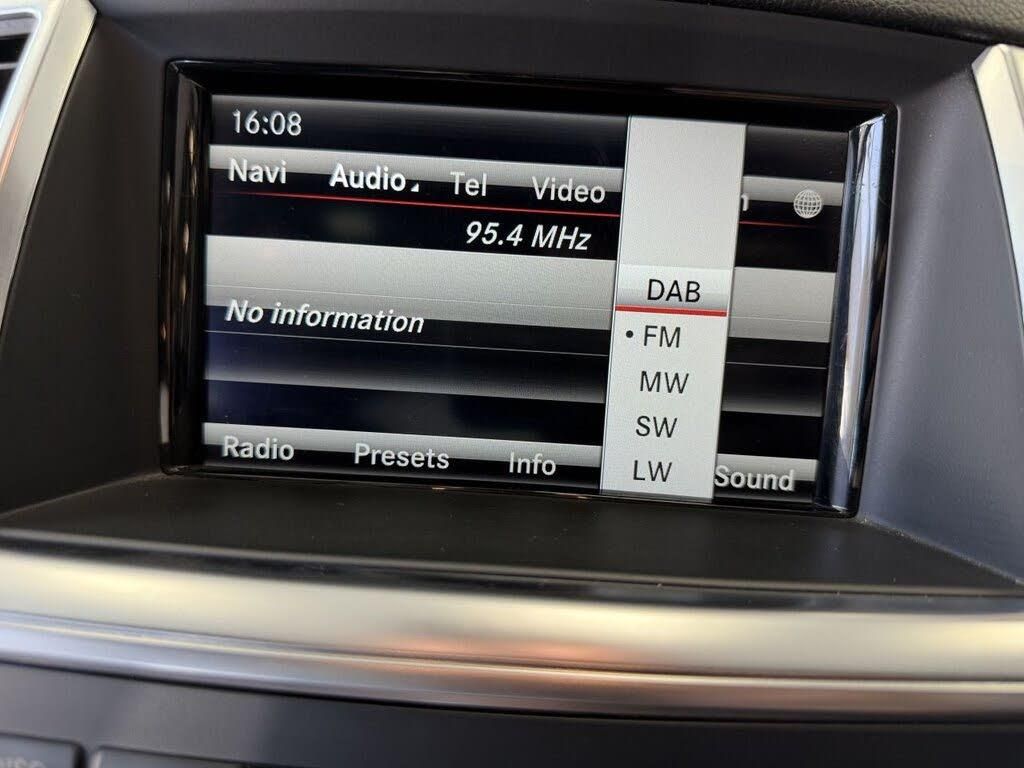 16:08
Navi Audio Tel Video
95.4 MHz
DAB
No information
• FM
MW
SW
LW
Radio Presets Info Sound